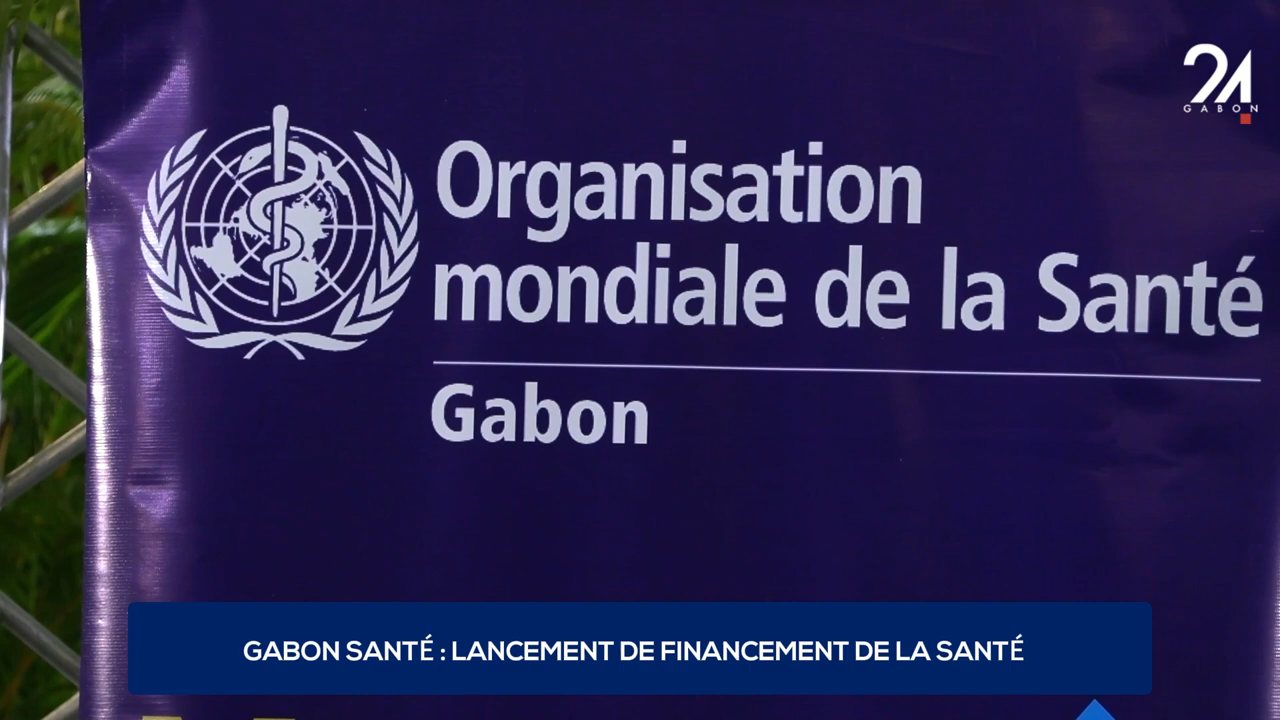 24
GABON
Organisation
mondiale de la Santé
Gabon
GABON SANTÉ : LANCEMENT DE FINANCEMENT DE LA SANTÉ